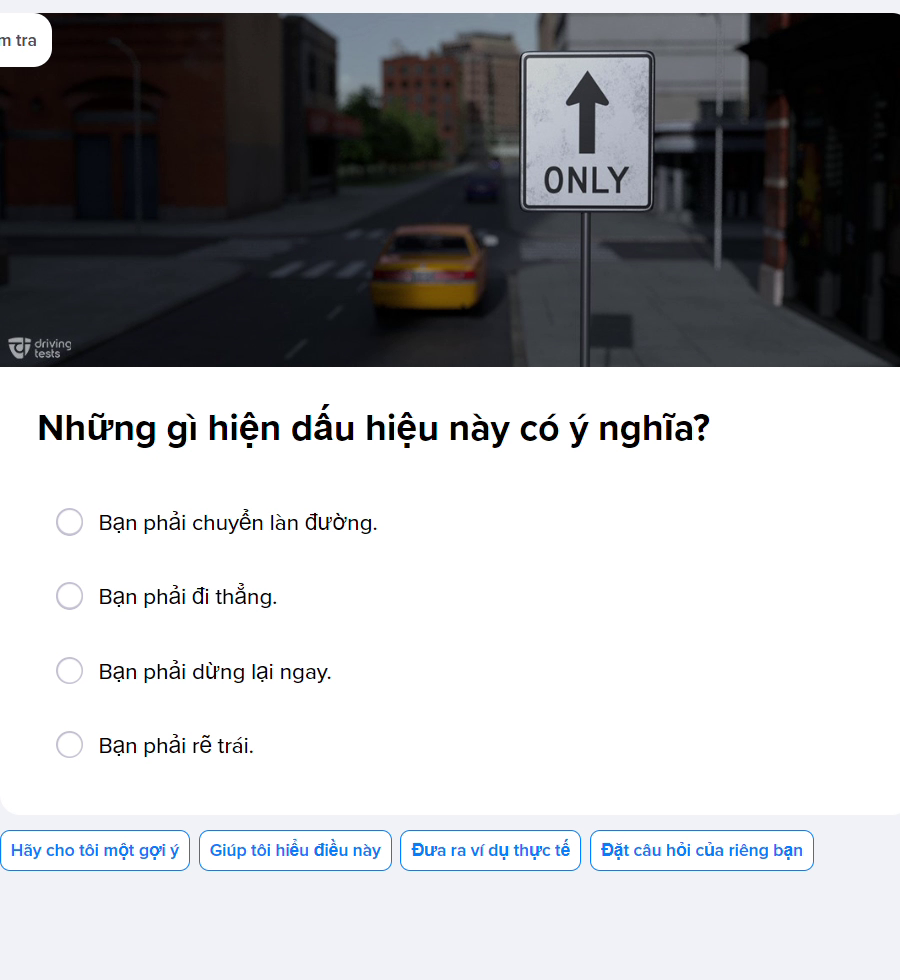 m tra
ONLY
driving
tests
Những gì hiện dấu hiệu này có ý nghĩa?
Bạn phải chuyển làn đường.
Bạn phải đi thẳng.
Bạn phải dừng lại ngay.
Bạn phải rẽ trái.
Hãy cho tôi một gợi ý
Giúp tôi hiểu điều này
Đưa ra ví dụ thực tế
Đặt câu hỏi của riêng bạn